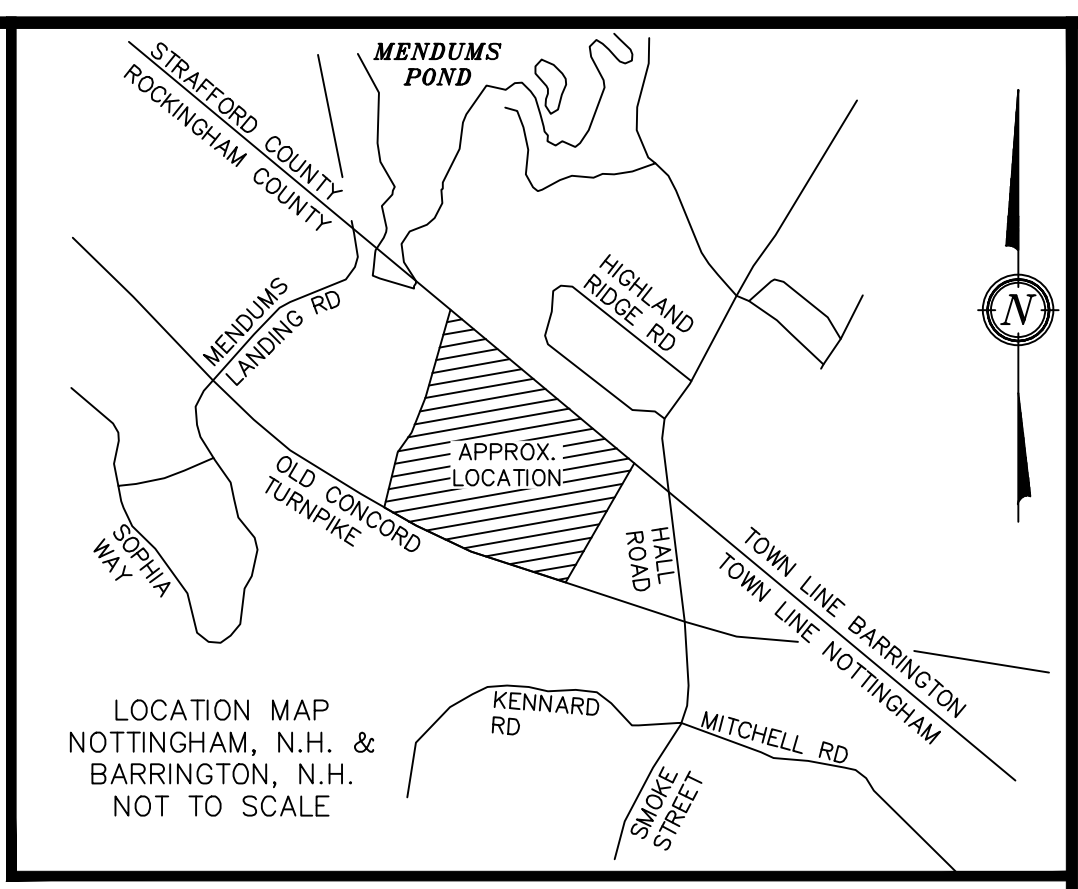 MENDUMS
POND
STRAFFORD COUNTY
ROCKINGHAM COUNTY
HIGHLAND
RIDGE RD
N
MENDUMS
LANDING RD
APPROX.
LOCATION
OLD CONCORD
TURNPIKE
SOPHIA
WAY
HALL
ROAD
TOWN LINE BARRINGTON
TOWN LINE NOTTINGHAM
KENNARD
RD
MITCHELL RD
SMOKE
STREET
LOCATION MAP
NOTTINGHAM, N.H. &
BARRINGTON, N.H.
NOT TO SCALE